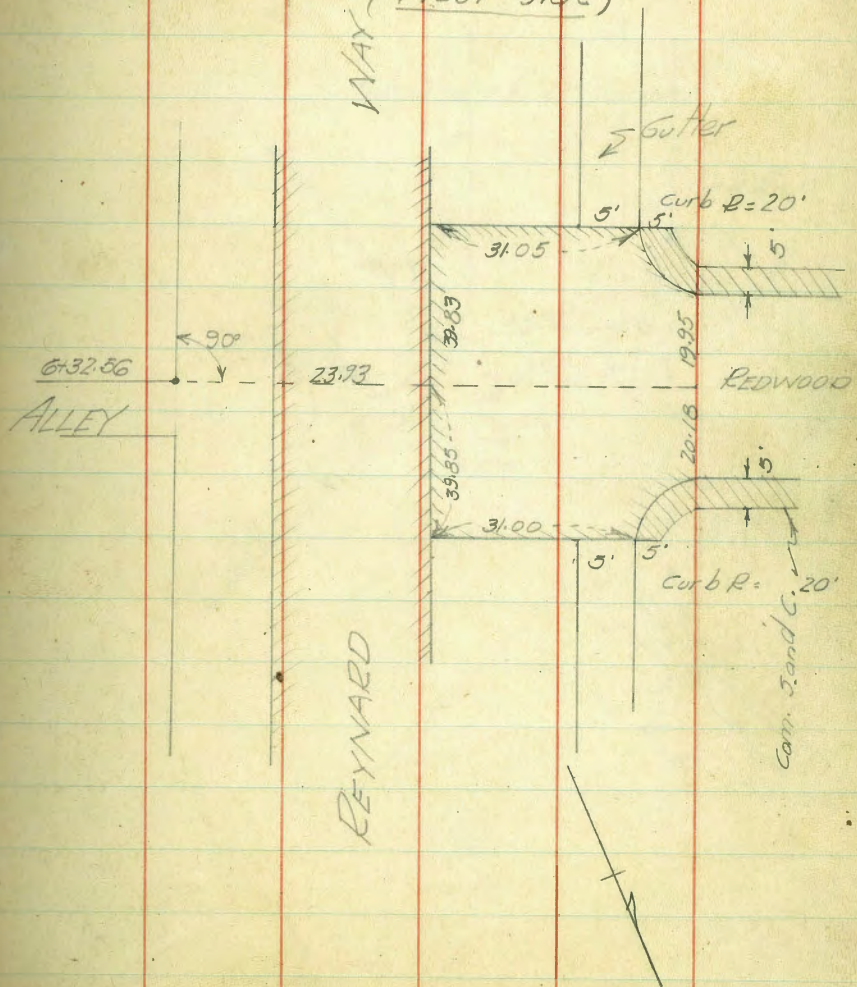 WAY
Gutter
Curb R=20'
5'
5'
5'
31.05
39.83
19.95
90°
6+32.56
23.93
REDWOOD
ALLEY
20.18
39.85
5'
31.00
5'
5'
Curb R= 20'
Com. S. and C.
REYNARD